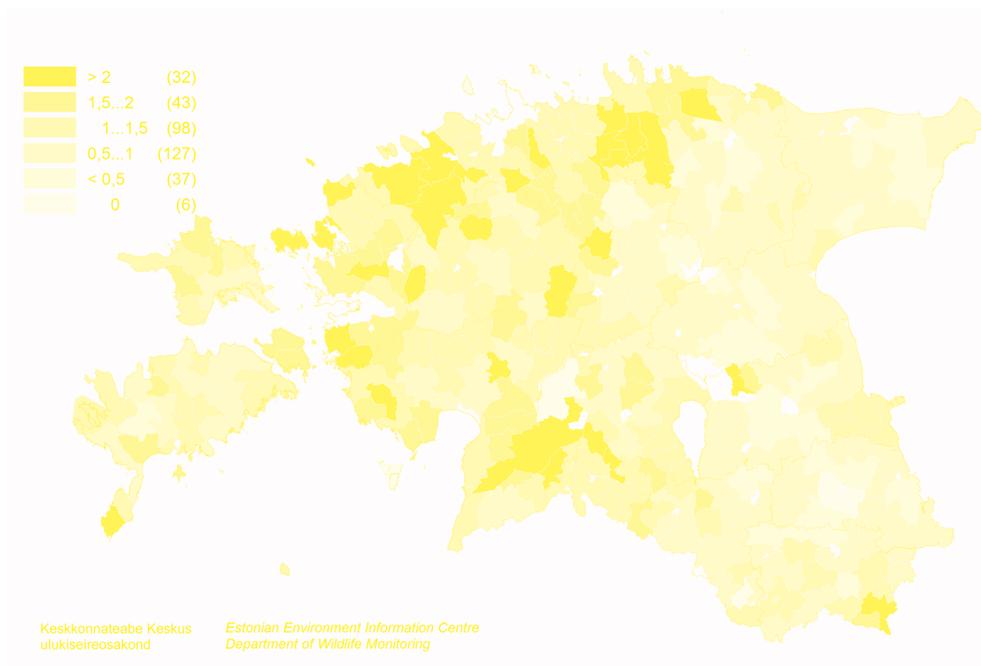 > 2 (32)
1,5...2 (43)
1...1,5 (98)
0,5...1 (127)
< 0,5 (37)
0 (6)
Keskkonnateabe Keskus
ulukiseireosakond
Estonian Environment Information Centre
Department of Wildlife Monitoring